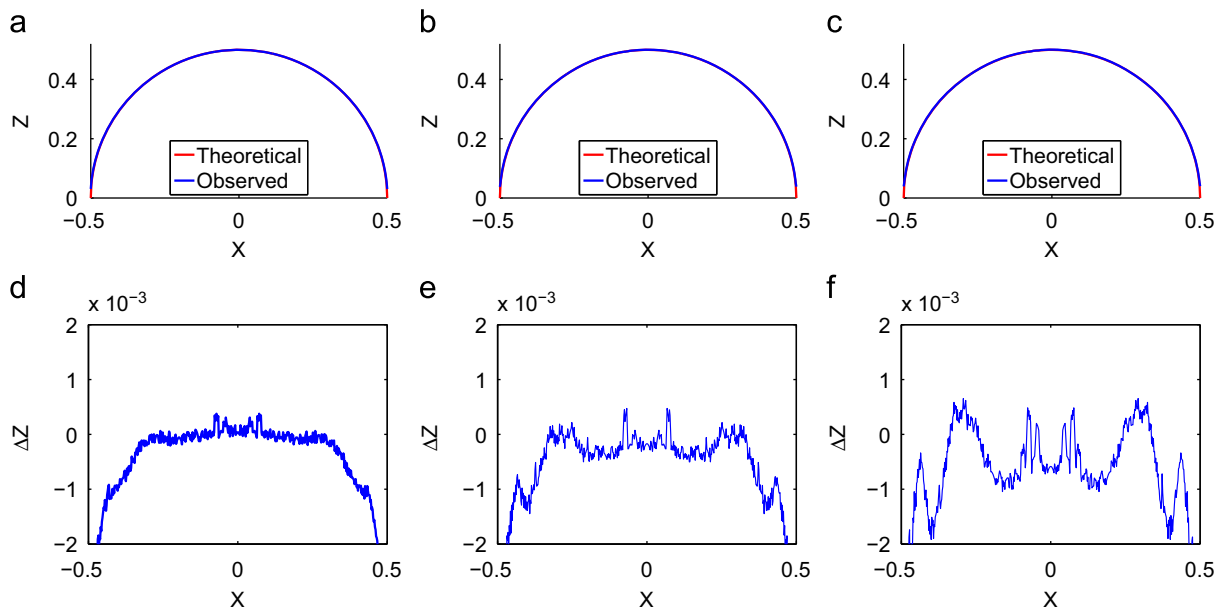 a
b
c
Z
0.4
0.2
0
Theoretical
Observed
−0.5
0
0.5
X
Z
0.4
0.2
0
Theoretical
Observed
−0.5
0
0.5
X
Z
0.4
0.2
0
Theoretical
Observed
−0.5
0
0.5
X
d
e
f
x 10⁻³
ΔZ
2
1
0
−1
−2
−0.5
0
0.5
X
x 10⁻³
ΔZ
2
1
0
−1
−2
−0.5
0
0.5
X
x 10⁻³
ΔZ
2
1
0
−1
−2
−0.5
0
0.5
X